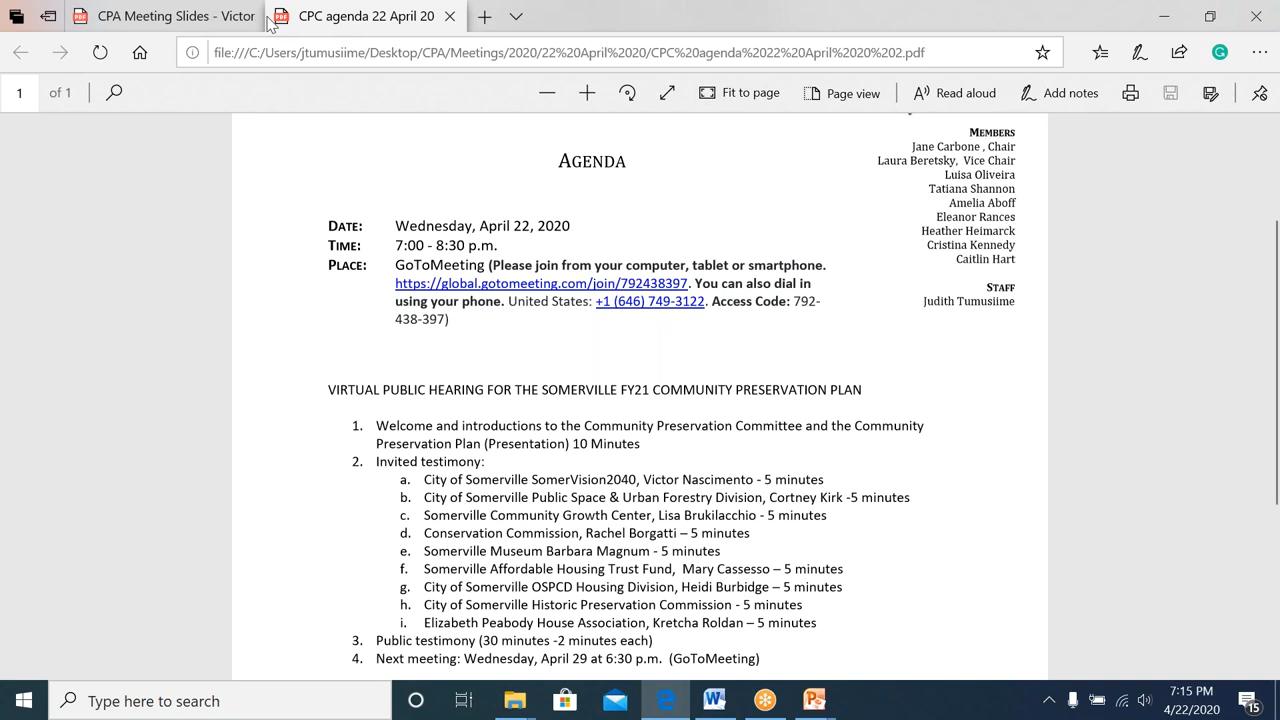 CPA Meeting Slides - Victor
CPC agenda 22 April 20
file:///C:/Users/jtumusiime/Desktop/CPA/Meetings/2020/22%20April%2020/CPC%20agenda%2022%20April%2020%202.pdf
1 of 1
Fit to page
Page view
Read aloud
Add notes
AGENDA
MEMBERS
Jane Carbone , Chair
Laura Beretsky, Vice Chair
Luisa Oliveira
Tatiana Shannon
Amelia Aboff
Eleanor Rances
Heather Heimarck
Cristina Kennedy
Caitlin Hart
STAFF
Judith Tumusiime
DATE: Wednesday, April 22, 2020
TIME: 7:00 - 8:30 p.m.
PLACE: GoToMeeting (Please join from your computer, tablet or smartphone.
https://global.gotomeeting.com/join/792438397. You can also dial in
using your phone. United States: +1 (646) 749-3122. Access Code: 792-
438-397)
VIRTUAL PUBLIC HEARING FOR THE SOMERVILLE FY21 COMMUNITY PRESERVATION PLAN
1. Welcome and introductions to the Community Preservation Committee and the Community
Preservation Plan (Presentation) 10 Minutes
2. Invited testimony:
a. City of Somerville SomerVision2040, Victor Nascimento - 5 minutes
b. City of Somerville Public Space & Urban Forestry Division, Cortney Kirk -5 minutes
c. Somerville Community Growth Center, Lisa Brukilacchio - 5 minutes
d. Conservation Commission, Rachel Borgatti – 5 minutes
e. Somerville Museum Barbara Magnum - 5 minutes
f. Somerville Affordable Housing Trust Fund, Mary Cassesso – 5 minutes
g. City of Somerville OSPCD Housing Division, Heidi Burbidge – 5 minutes
h. City of Somerville Historic Preservation Commission - 5 minutes
i. Elizabeth Peabody House Association, Kretcha Roldan – 5 minutes
3. Public testimony (30 minutes -2 minutes each)
4. Next meeting: Wednesday, April 29 at 6:30 p.m. (GoToMeeting)
Type here to search
7:15 PM
4/22/2020
15